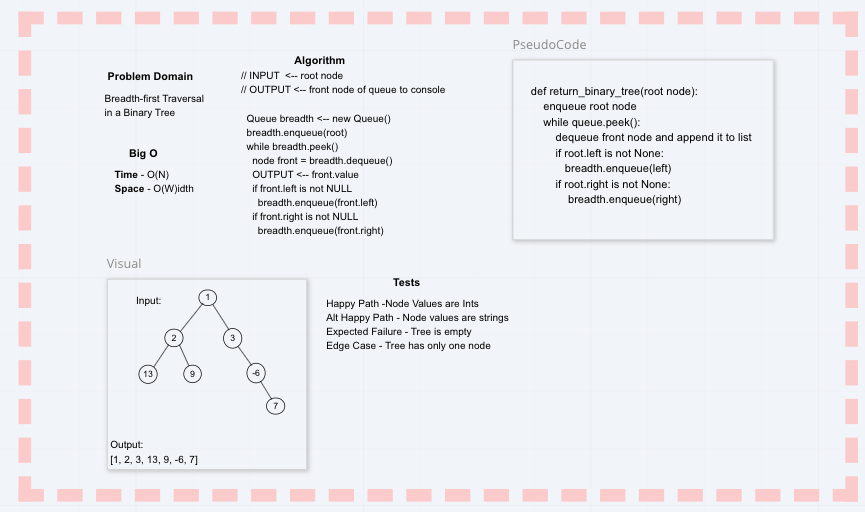 Problem Domain
Breadth-first Traversal
in a Binary Tree
Big O
Time - O(N)
Space - O(W)idth
Algorithm
// INPUT <-- root node
// OUTPUT <-- front node of queue to console
Queue breadth <-- new Queue()
breadth.enqueue(root)
while breadth.peek()
node front = breadth.dequeue()
OUTPUT <-- front.value
if front.left is not NULL
breadth.enqueue(front.left)
if front.right is not NULL
breadth.enqueue(front.right)
PseudoCode
def return_binary_tree(root node):
enqueue root node
while queue.peek():
dequeue front node and append it to list
if root.left is not None:
breadth.enqueue(left)
if root.right is not None:
breadth.enqueue(right)
Visual
Input:
1
2 3
13 9 -6
7
Output:
[1, 2, 3, 13, 9, -6, 7]
Tests
Happy Path -Node Values are Ints
Alt Happy Path - Node values are strings
Expected Failure - Tree is empty
Edge Case - Tree has only one node